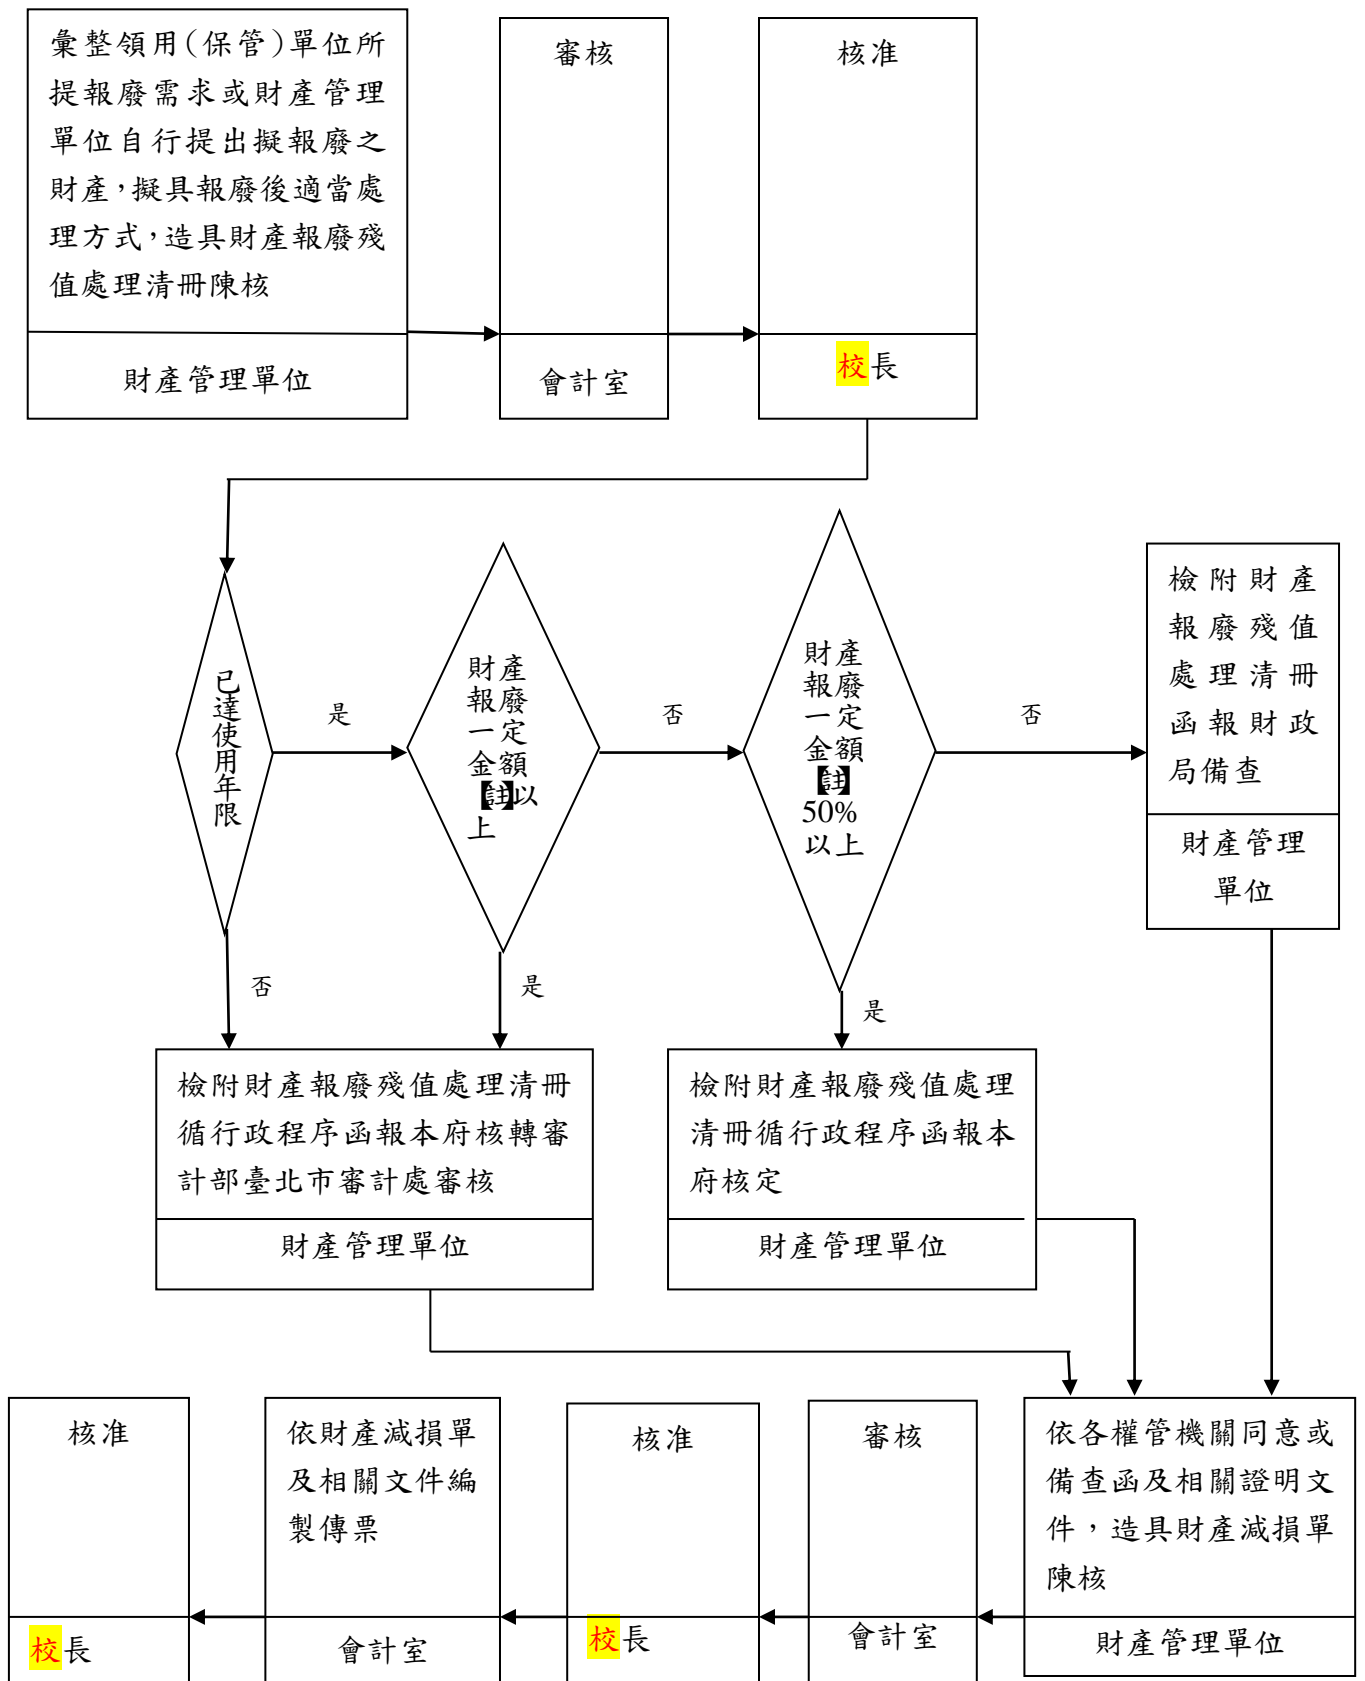 彙整領用(保管)單位所
提報廢需求或財產管理
單位自行提出擬報廢之
財產，擬具報廢後適當處
理方式，造具財產報廢殘
值處理清冊陳核
財產管理單位
審核
會計室
核准
校長
已達使用年限
是
否
財產
報廢
一定
金額
【註】以
上
否
是
財產
報廢
一定
金額
【註】
50%
以上
否
是
檢附財產
報廢殘值
處理清冊
函報財政
局備查
財產管理
單位
檢附財產報廢殘值處理清冊
循行政程序函報本府核轉審
計部臺北市審計處審核
財產管理單位
檢附財產報廢殘值處理
清冊循行政程序函報本
府核定
財產管理單位
依各權管機關同意或
備查函及相關證明文
件，造具財產減損單
陳核
財產管理單位
審核
會計室
核准
校長
依財產減損單
及相關文件編
製傳票
會計室
核准
校長